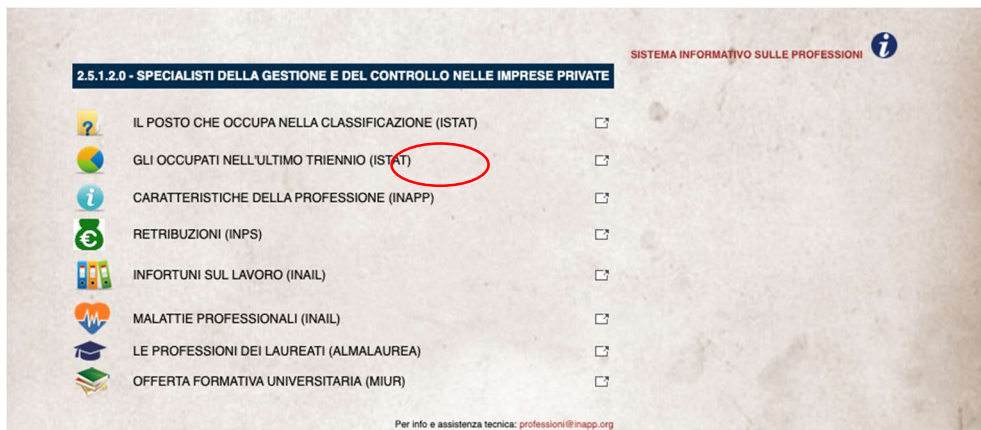 SISTEMA INFORMATIVO SULLE PROFESSIONI i
2.5.1.2.0 - SPECIALISTI DELLA GESTIONE E DEL CONTROLLO NELLE IMPRESE PRIVATE
? IL POSTO CHE OCCUPA NELLA CLASSIFICAZIONE (ISTAT)
GLI OCCUPATI NELL'ULTIMO TRIENNIO (ISTAT)
i CARATTERISTICHE DELLA PROFESSIONE (INAPP)
€ RETRIBUZIONI (INPS)
INFORTUNI SUL LAVORO (INAIL)
MALATTIE PROFESSIONALI (INAIL)
LE PROFESSIONI DEI LAUREATI (ALMALAUREA)
OFFERTA FORMATIVA UNIVERSITARIA (MIUR)
Per info e assistenza tecnica: professioni@inapp.org